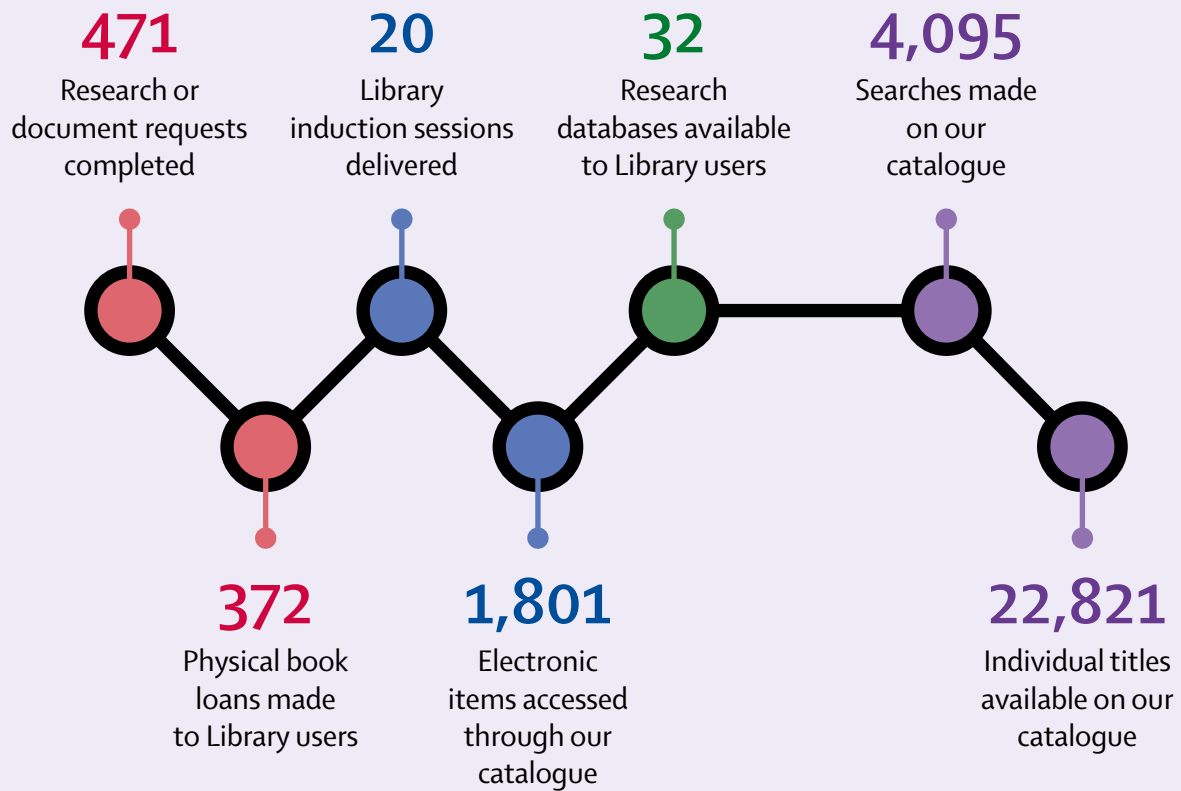 471
Research or
document requests
completed
20
Library
induction sessions
delivered
32
Research
databases available
to Library users
4,095
Searches made
on our
catalogue
372
Physical book
loans made
to Library users
1,801
Electronic
items accessed
through our
catalogue
22,821
Individual titles
available on our
catalogue